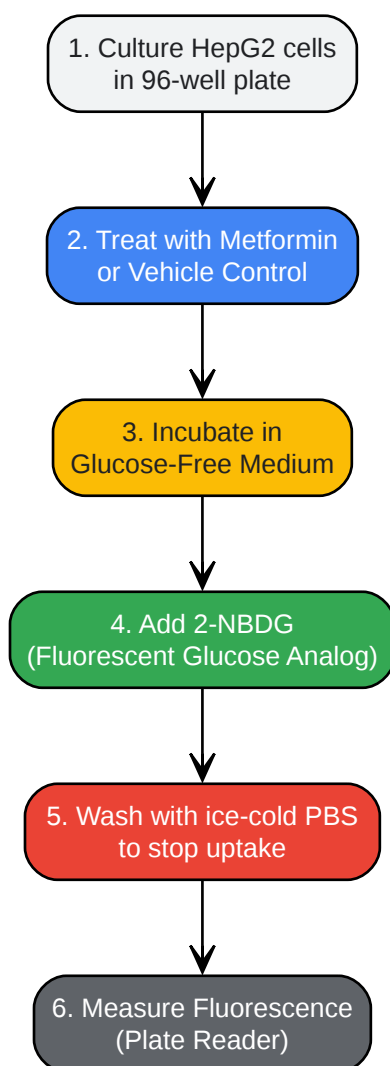 1. Culture HepG2 cells
in 96-well plate
2. Treat with Metformin
or Vehicle Control
3. Incubate in
Glucose-Free Medium
4. Add 2-NBDG
(Fluorescent Glucose Analog)
5. Wash with ice-cold PBS
to stop uptake
6. Measure Fluorescence
(Plate Reader)